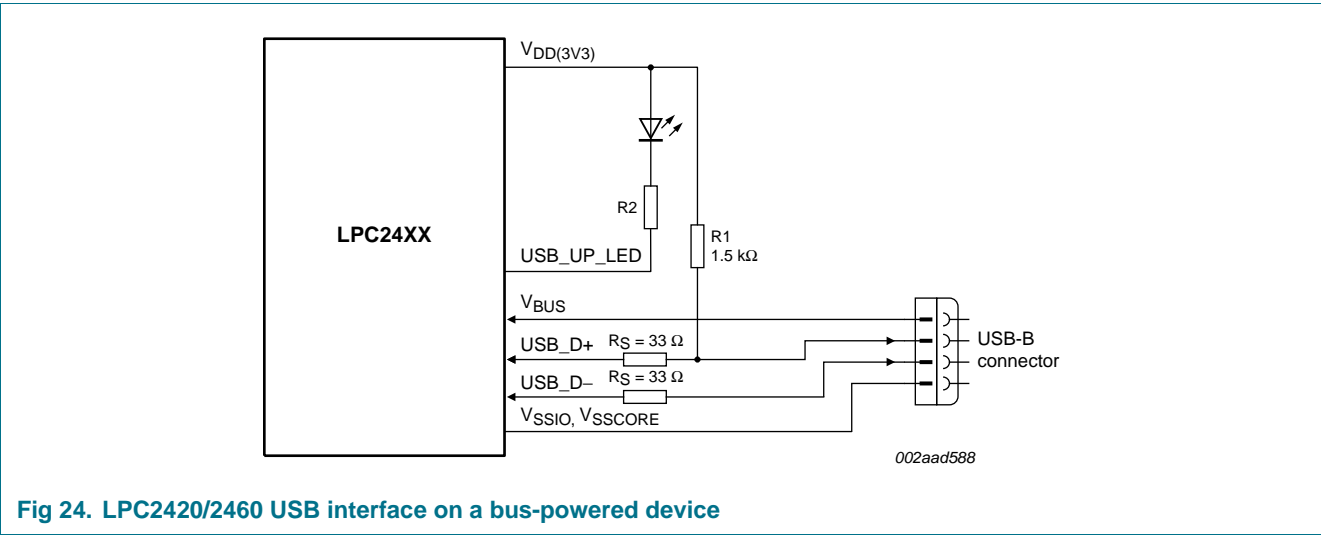 VDD(3V3)
R2
LPC24XX
R1
1.5 kΩ
USB_UP_LED
VBUS
USB_D+
RS = 33 Ω
USB-B
connector
USB_D−
RS = 33 Ω
VSSIO, VSSCORE
002aad588
Fig 24. LPC2420/2460 USB interface on a bus-powered device